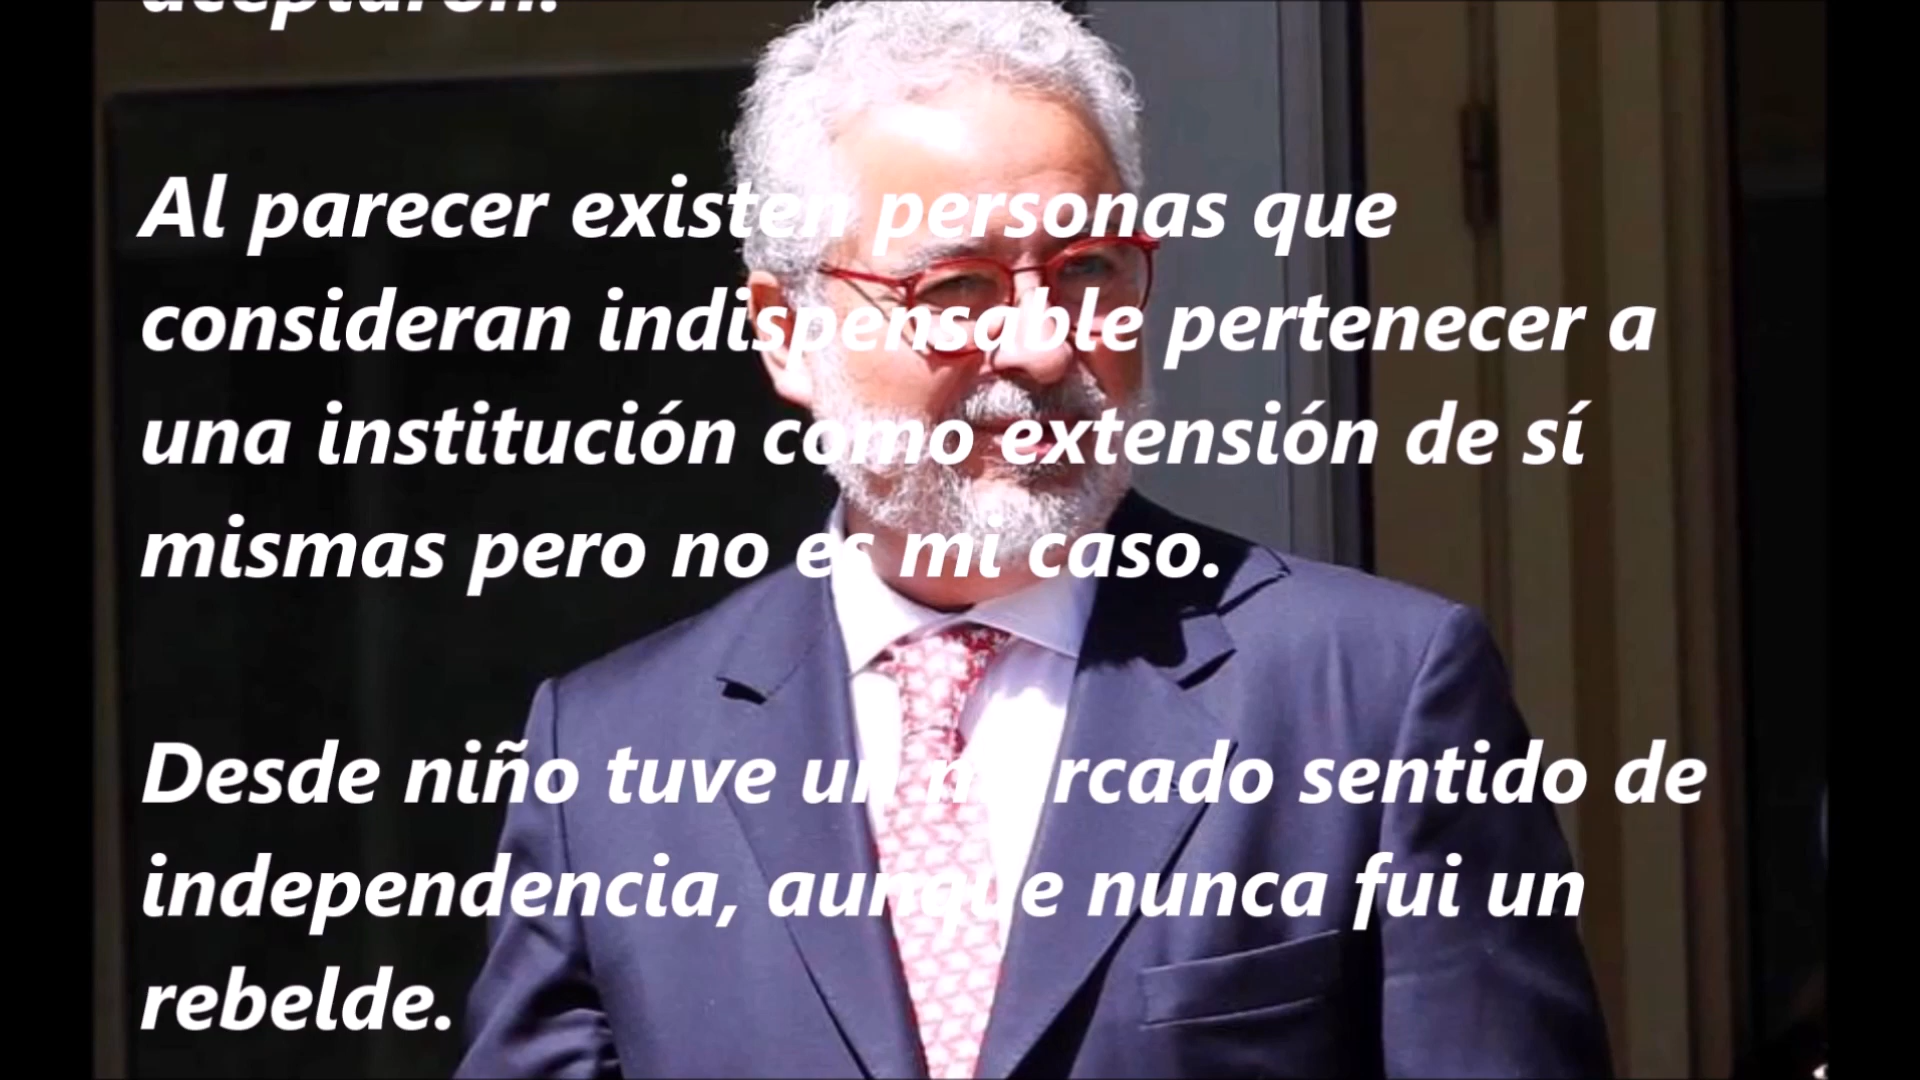 aceptaron.
Al parecer existen personas que
consideran indispensable pertenecer a
una institución como extensión de sí
mismas pero no es mi caso.
Desde niño tuve un marcado sentido de
independencia, aunque nunca fui un
rebelde.